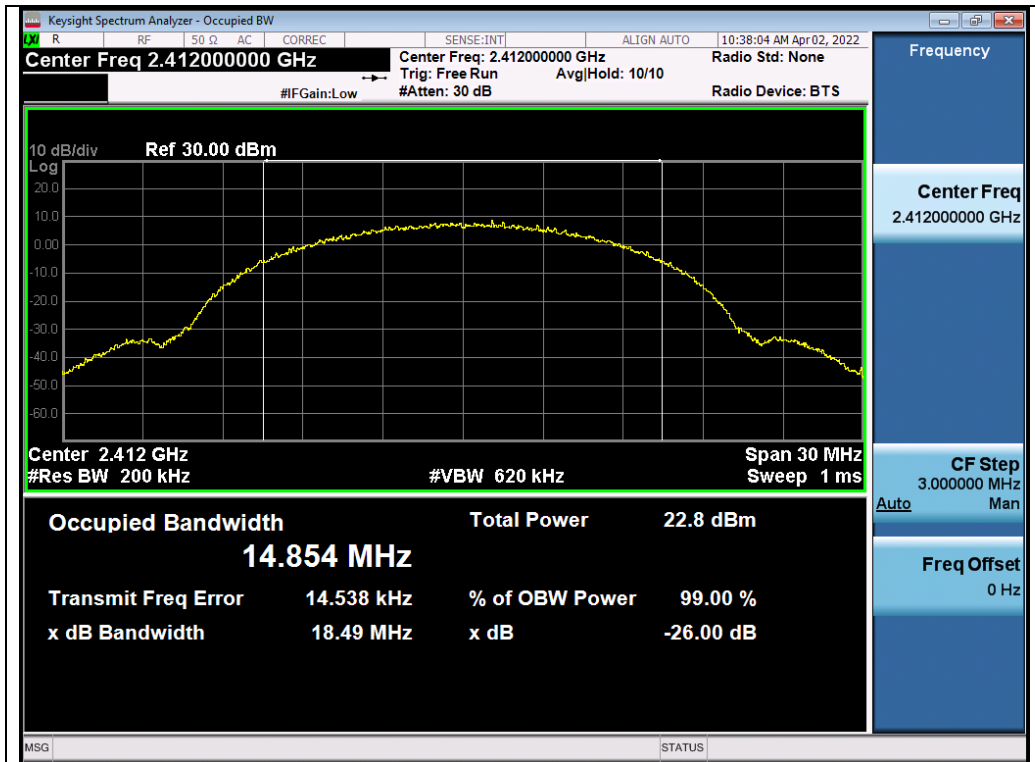 Keysight Spectrum Analyzer - Occupied BW
LXI R RF 50 Ω AC CORREC SENSE:INT ALIGN AUTO 10:38:04 AM Apr 02, 2022
Center Freq 2.412000000 GHz
Center Freq: 2.412000000 GHz Radio Std: None
Trig: Free Run Avg|Hold: 10/10
#IFGain:Low #Atten: 30 dB Radio Device: BTS
10 dB/div Ref 30.00 dBm
Log
20.0
10.0
0.00
-10.0
-20.0
-30.0
-40.0
-50.0
-60.0
Center 2.412 GHz Span 30 MHz
#Res BW 200 kHz #VBW 620 kHz Sweep 1 ms
Occupied Bandwidth Total Power 22.8 dBm
14.854 MHz
Transmit Freq Error 14.538 kHz % of OBW Power 99.00 %
x dB Bandwidth 18.49 MHz x dB -26.00 dB
MSG STATUS
Frequency
Center Freq
2.412000000 GHz
CF Step
3.000000 MHz
Auto Man
Freq Offset
0 Hz